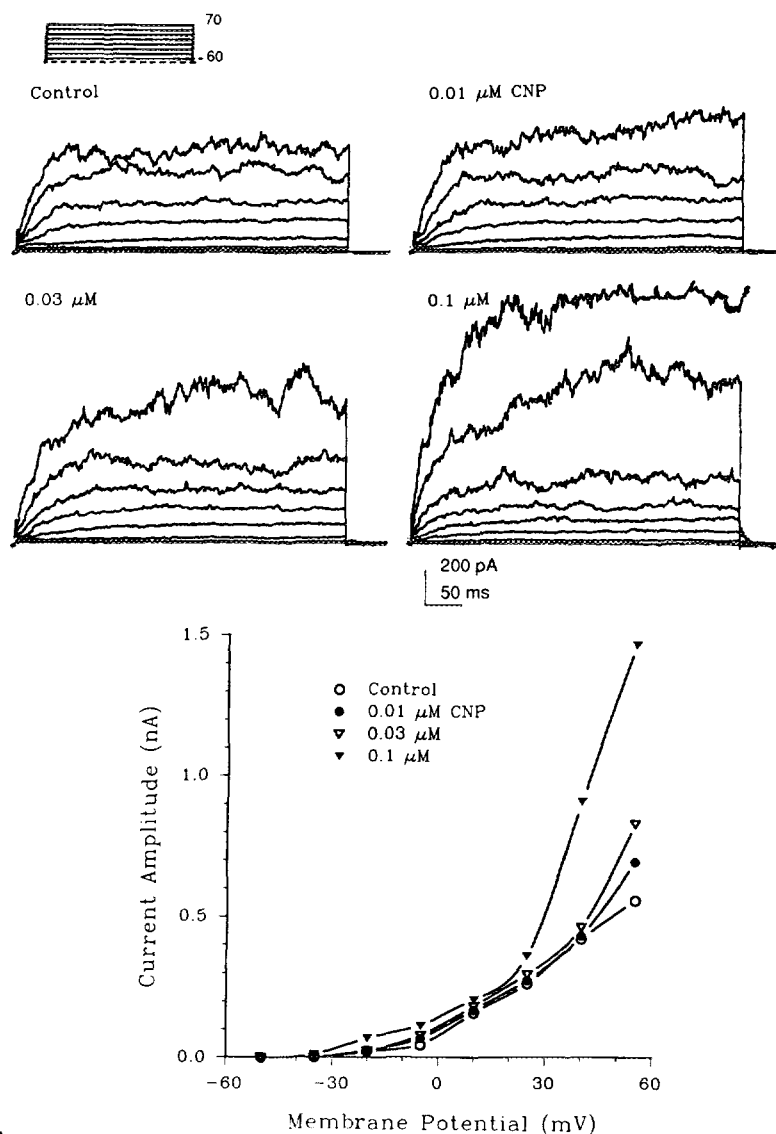 70
-60
Control
0.01 μM CNP
0.03 μM
0.1 μM
200 pA
50 ms
1.5
1.0
0.5
0.0
Current Amplitude (nA)
Control
0.01 μM CNP
0.03 μM
0.1 μM
-60
-30
0
30
60
Membrane Potential (mV)